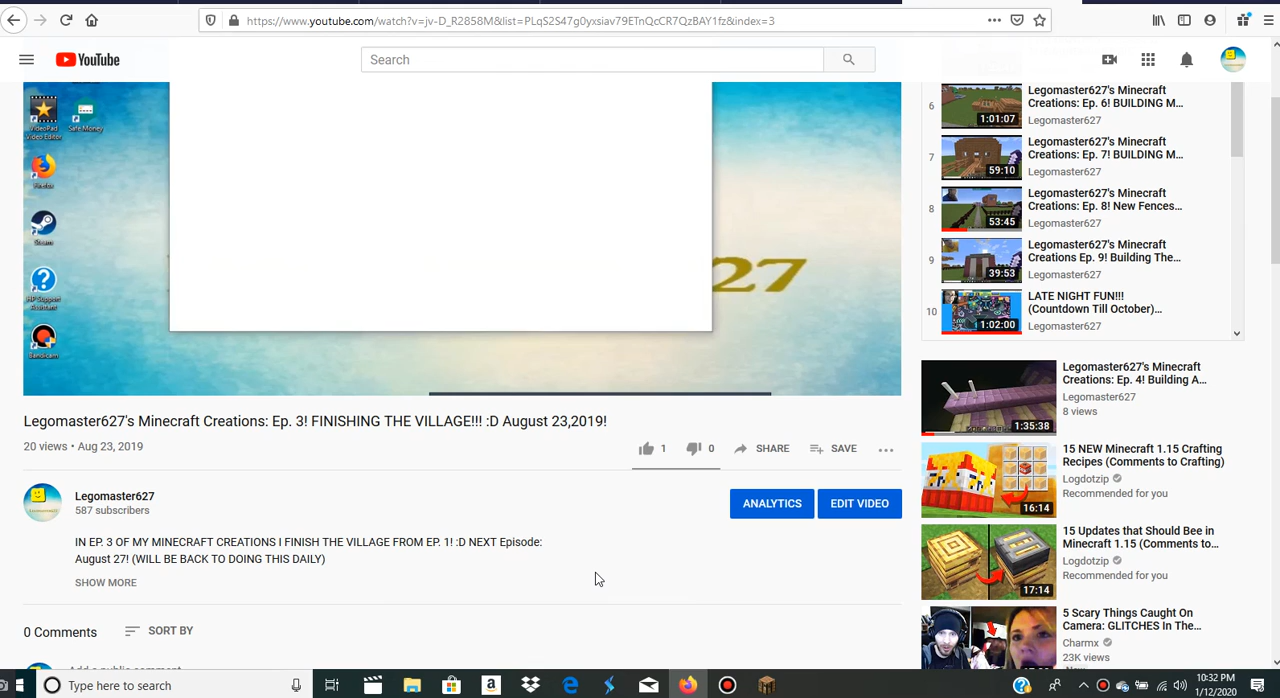 https://www.youtube.com/watch?v=jv-D_R2858M&list=PLqS2S47g0yxsiav79ETnQcCR7QzBAY1fz&index=3
YouTube
Search
VideoPad
Video Editor
Safe Money
Firefox
Steam
HP Support
Assistant
Bandicam
27
6
Legomaster627's Minecraft
Creations: Ep. 6! BUILDING M...
Legomaster627
1:01:07
7
Legomaster627's Minecraft
Creations: Ep. 7! BUILDING M...
Legomaster627
59:10
8
Legomaster627's Minecraft
Creations: Ep. 8! New Fences...
Legomaster627
53:45
9
Legomaster627's Minecraft
Creations Ep. 9! Building The...
Legomaster627
39:53
10
LATE NIGHT FUN!!!
(Countdown Till October)...
Legomaster627
1:02:00
Legomaster627's Minecraft Creations: Ep. 3! FINISHING THE VILLAGE!!! :D August 23,2019!
20 views • Aug 23, 2019
1
0
SHARE
SAVE
Legomaster627
587 subscribers
ANALYTICS
EDIT VIDEO
IN EP. 3 OF MY MINECRAFT CREATIONS I FINISH THE VILLAGE FROM EP. 1! :D NEXT Episode:
August 27! (WILL BE BACK TO DOING THIS DAILY)
SHOW MORE
0 Comments
SORT BY
Add a public comment...
Legomaster627's Minecraft
Creations: Ep. 4! Building A...
Legomaster627
8 views
1:35:38
15 NEW Minecraft 1.15 Crafting
Recipes (Comments to Crafting)
Logdotzip
Recommended for you
16:14
15 Updates that Should Bee in
Minecraft 1.15 (Comments to...
Logdotzip
Recommended for you
17:14
5 Scary Things Caught On
Camera: GLITCHES In The...
Charmx
23K views
New
Type here to search
10:32 PM
1/12/2020